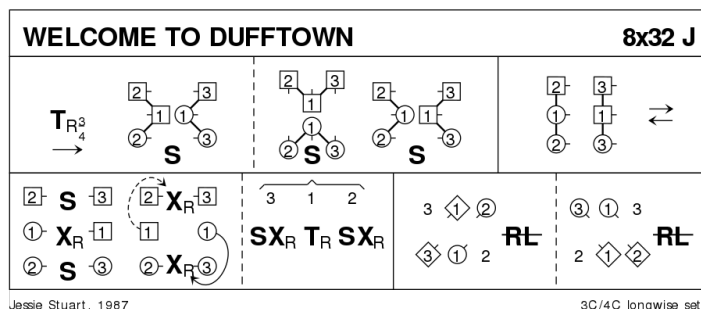 WELCOME TO DUFFTOWN 8x32 J
T R 3/4
2 3
1 1
2 3
S
2 3
1
1
2 S 3
2 3
1 1
2 3
S
2 3
1 1
2 3
2 S 3
1 X R 1
2 S 3
2 X R 3
1 1
2 X R 3
3 1 2
S X R T R S X R
3 1 2
3 1 2
RL
3 1 3
2 1 2
RL
Jessie Stuart, 1987 3C/4C longwise set